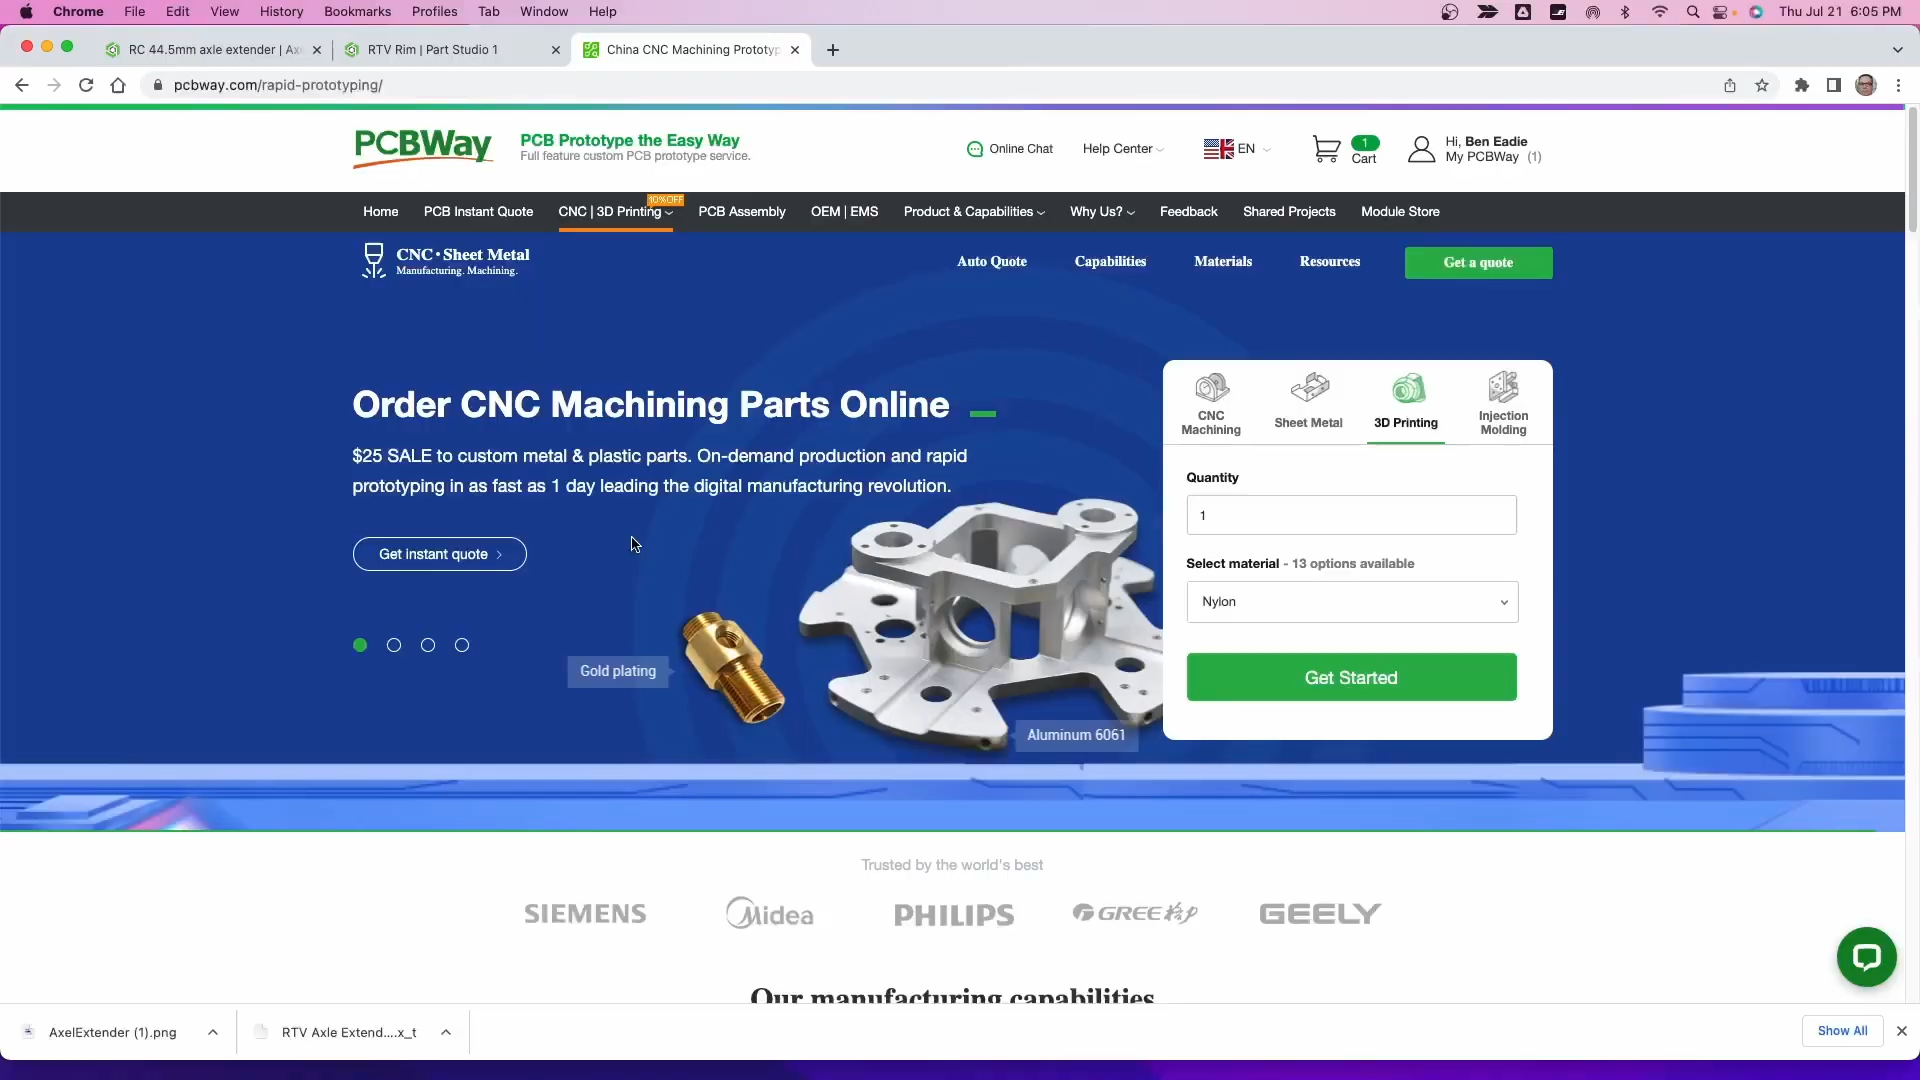 Chrome File Edit View History Bookmarks Profiles Tab Window Help Thu Jul 21 6:05 PM
RC 44.5mm axle extender | Ax RTV Rim | Part Studio 1 China CNC Machining Prototyp
pcbway.com/rapid-prototyping/
PCBWay
PCB Prototype the Easy Way
Full feature custom PCB prototype service.
Online Chat Help Center EN 1 Cart
Hi, Ben Eadie
My PCBWay (1)
10%OFF
Home PCB Instant Quote CNC | 3D Printing PCB Assembly OEM | EMS Product & Capabilities Why Us? Feedback Shared Projects Module Store
CNC • Sheet Metal
Manufacturing. Machining.
Auto Quote Capabilities Materials Resources Get a quote
Order CNC Machining Parts Online
$25 SALE to custom metal & plastic parts. On-demand production and rapid
prototyping in as fast as 1 day leading the digital manufacturing revolution.
Get instant quote
Gold plating
Aluminum 6061
CNC Machining
Sheet Metal
3D Printing
Injection Molding
Quantity
1
Select material - 13 options available
Nylon
Get Started
Trusted by the world's best
SIEMENS Midea PHILIPS GREE格力 GEELY
Our manufacturing capabilities
AxelExtender (1).png RTV Axle Extend....x_t Show All